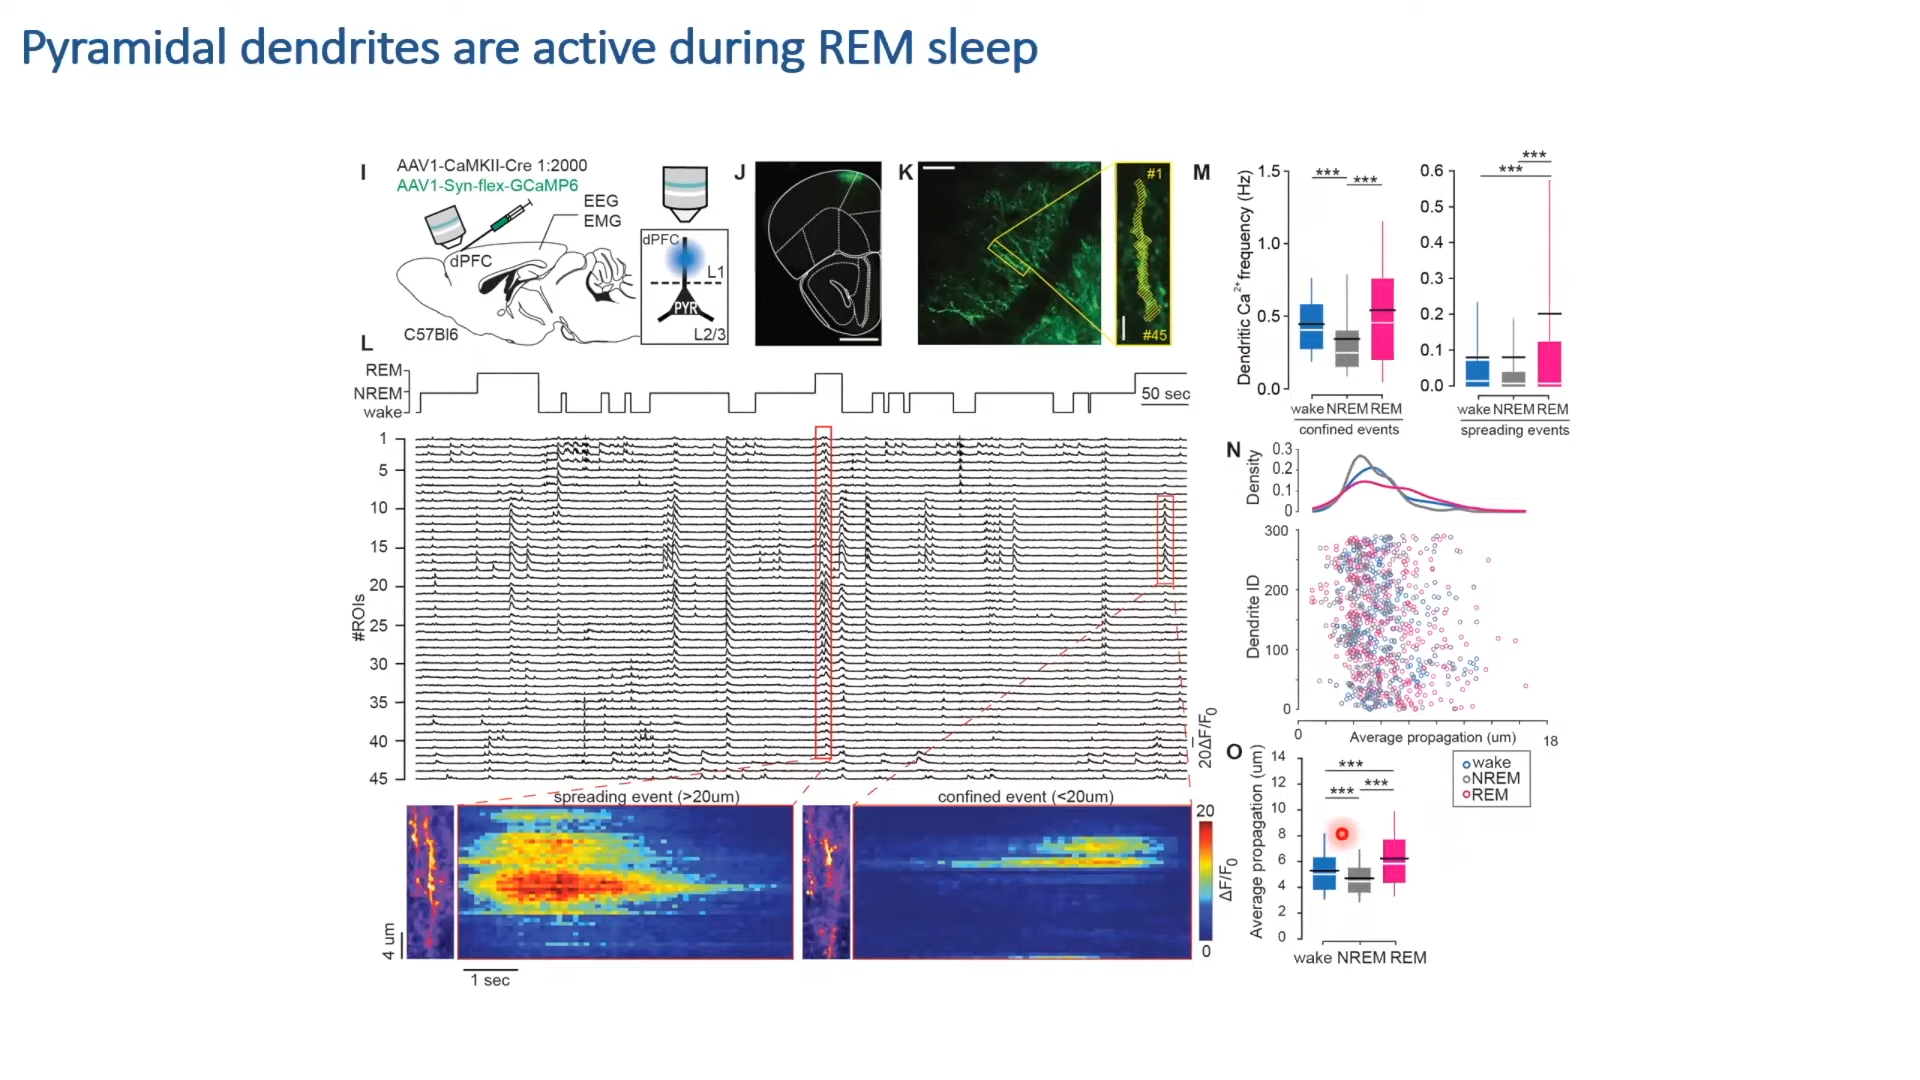 Pyramidal dendrites are active during REM sleep
I
AAV1-CaMKII-Cre 1:2000
AAV1-Syn-flex-GCaMP6
EEG
EMG
dPFC
C57Bl6
dPFC
L1
PYR
L2/3
J
K
#1
#45
L
REM
NREM
wake
50 sec
#ROIs
1
5
10
15
20
25
30
35
40
45
20ΔF/F0
spreading event (>20um)
confined event (<20um)
4 um
1 sec
20
0
ΔF/F0
M
Dendritic Ca2+ frequency (Hz)
1.5
1.0
0.5
0.0
*** ***
wake NREM REM
confined events
0.6
0.5
0.4
0.3
0.2
0.1
0.0
***
***
wake NREM REM
spreading events
N
Density
0.3
0.2
0.1
0
Dendrite ID
300
200
100
0
0
Average propagation (um)
18
O
Average propagation (um)
14
12
10
8
6
4
2
0
***
***
***
wake NREM REM
wake
NREM
REM